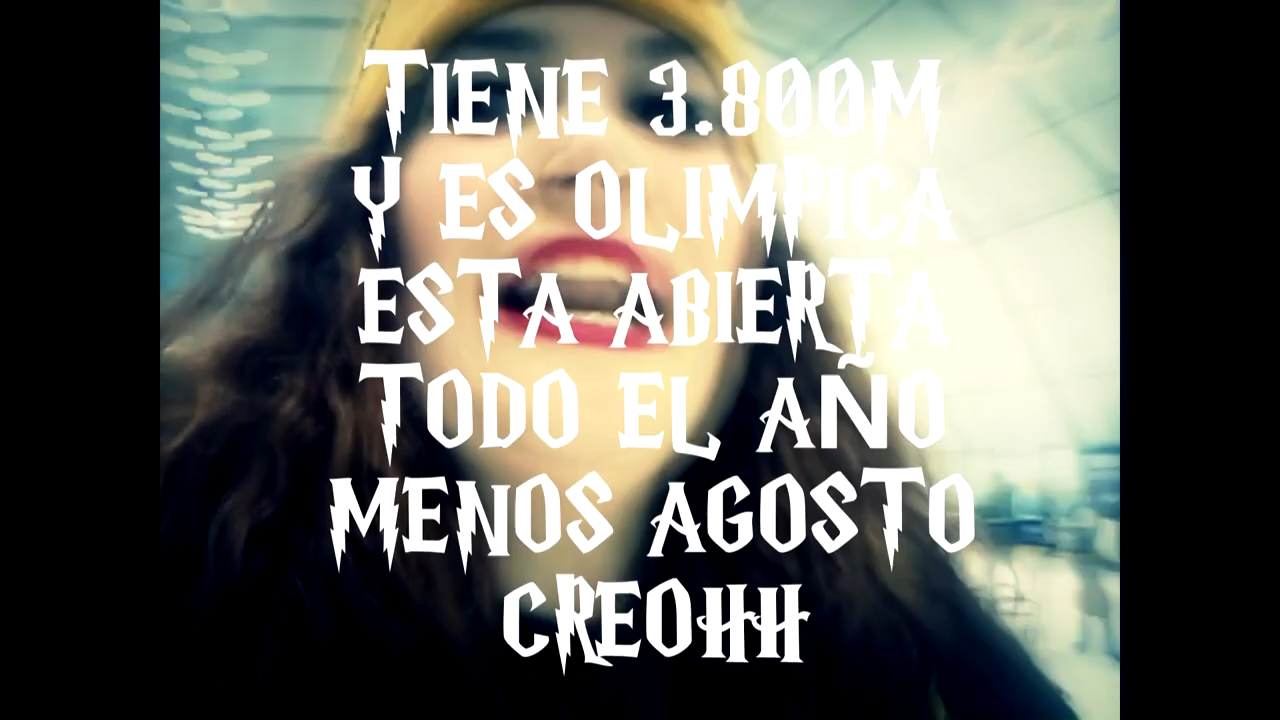 TIENE 3.800M
Y ES OLIMPICA
ESTA ABIERTA
TODO EL AÑO
MENOS AGOSTO
CREOHH